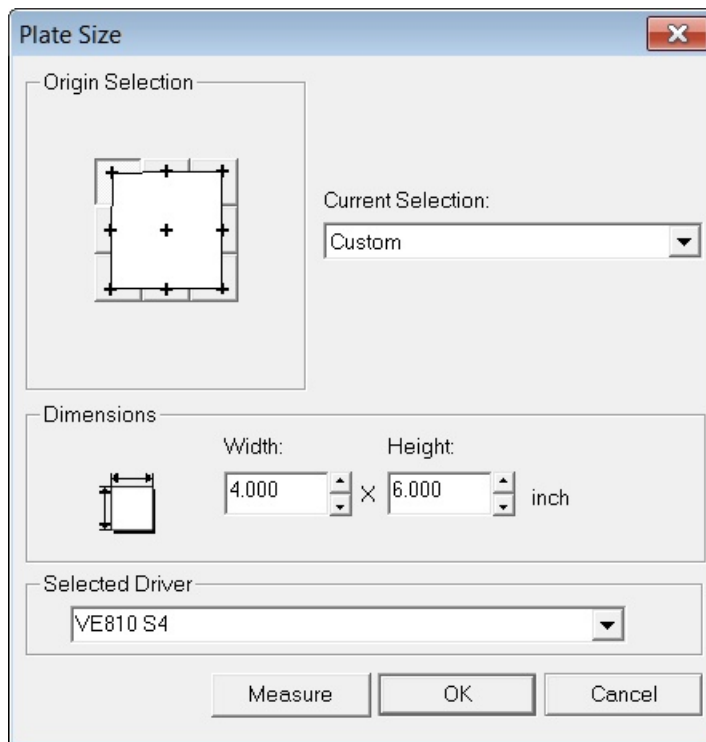 Plate Size
Origin Selection
Current Selection:
Custom
Dimensions
Width:
Height:
4.000 X 6.000 inch
Selected Driver
VE810 S4
Measure
OK
Cancel